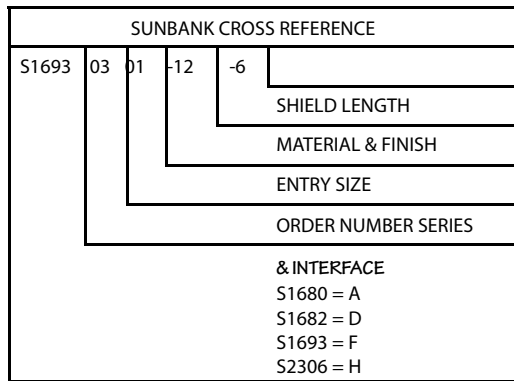 SUNBANK CROSS REFERENCE
S1693 03 01 -12 -6
SHIELD LENGTH
MATERIAL & FINISH
ENTRY SIZE
ORDER NUMBER SERIES
& INTERFACE
S1680 = A
S1682 = D
S1693 = F
S2306 = H